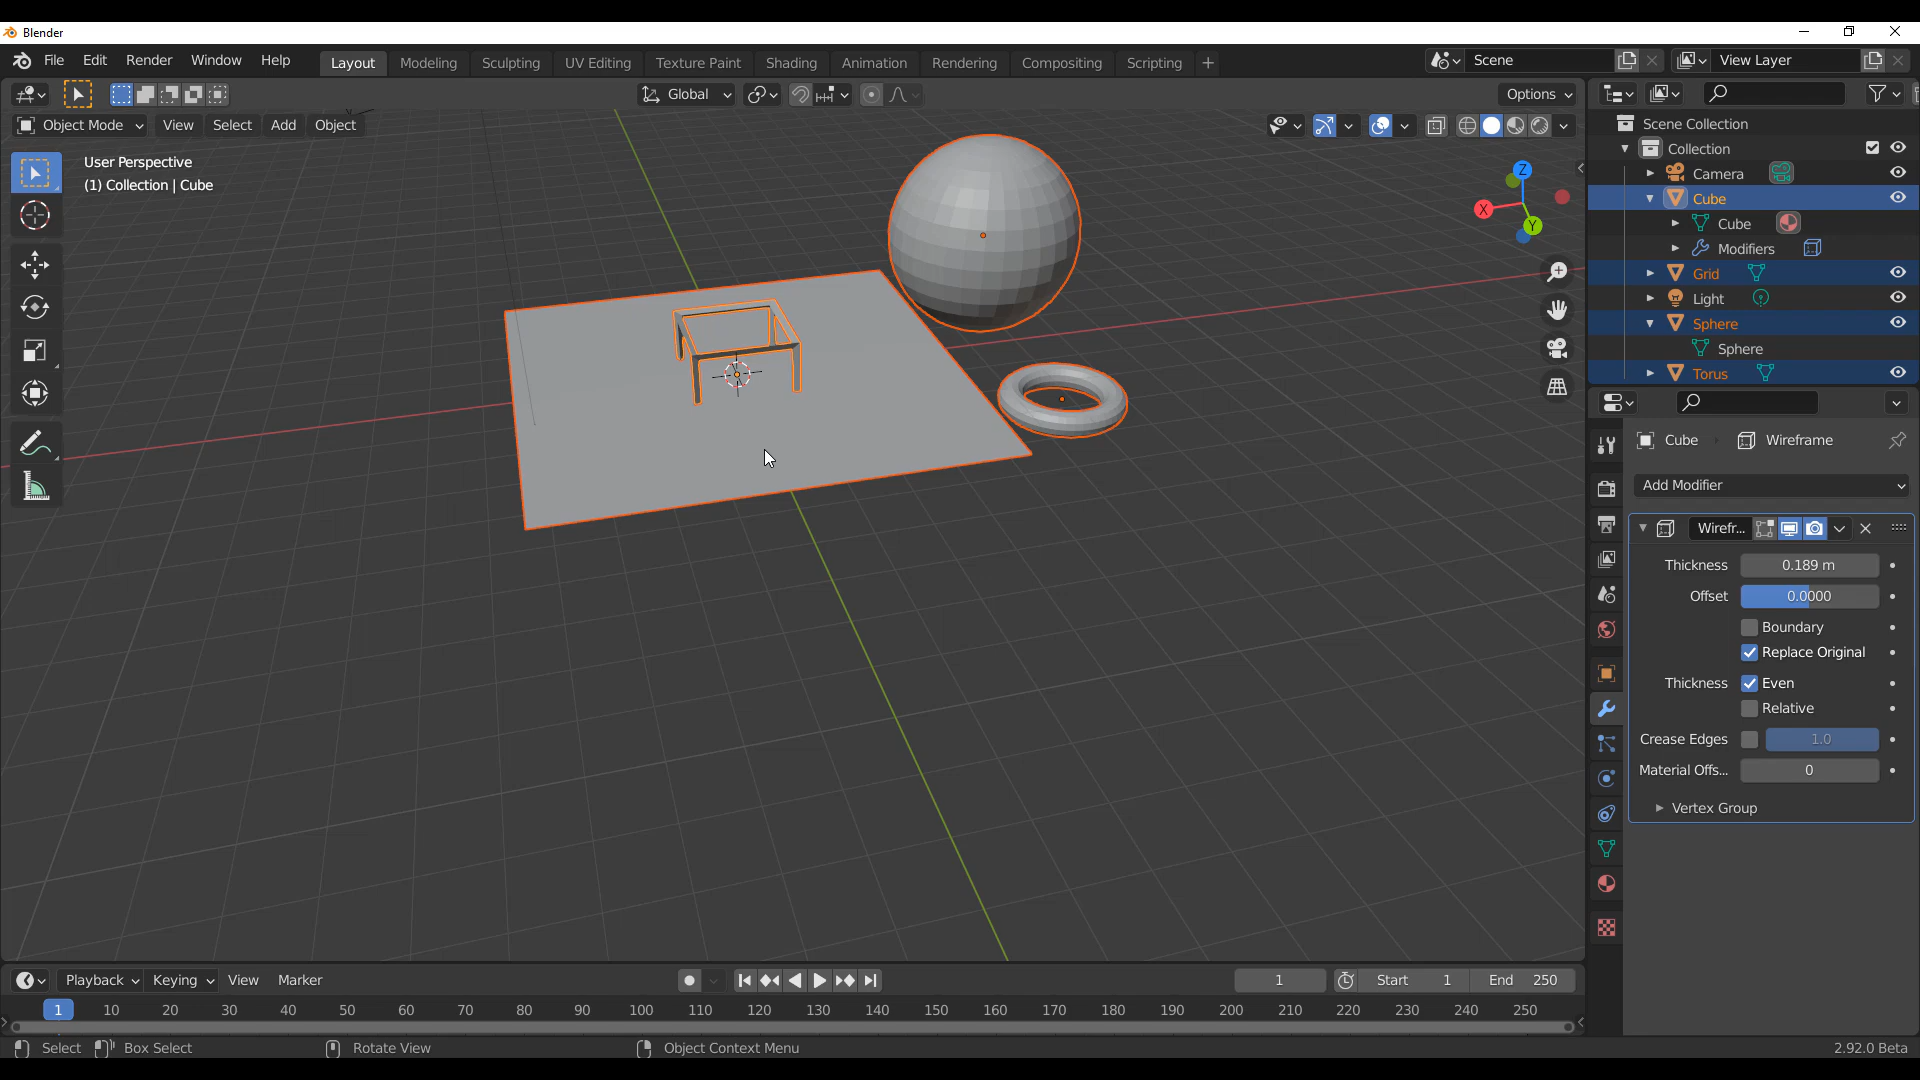 Blender
File Edit Render Window Help Layout Modeling Sculpting UV Editing Texture Paint Shading Animation Rendering Compositing Scripting + Scene View Layer
Global Options
Object Mode View Select Add Object
User Perspective
(1) Collection | Cube
Z
X
Y
Scene Collection
Collection
Camera
Cube
Cube
Modifiers
Grid
Light
Sphere
Sphere
Torus
Cube Wireframe
Add Modifier
Wirefr...
Thickness 0.189 m
Offset 0.0000
Boundary
Replace Original
Thickness Even
Relative
Crease Edges 1.0
Material Offs... 0
Vertex Group
Playback Keying View Marker 1 Start 1 End 250
1 10 20 30 40 50 60 70 80 90 100 110 120 130 140 150 160 170 180 190 200 210 220 230 240 250
Select Box Select Rotate View Object Context Menu 2.92.0 Beta